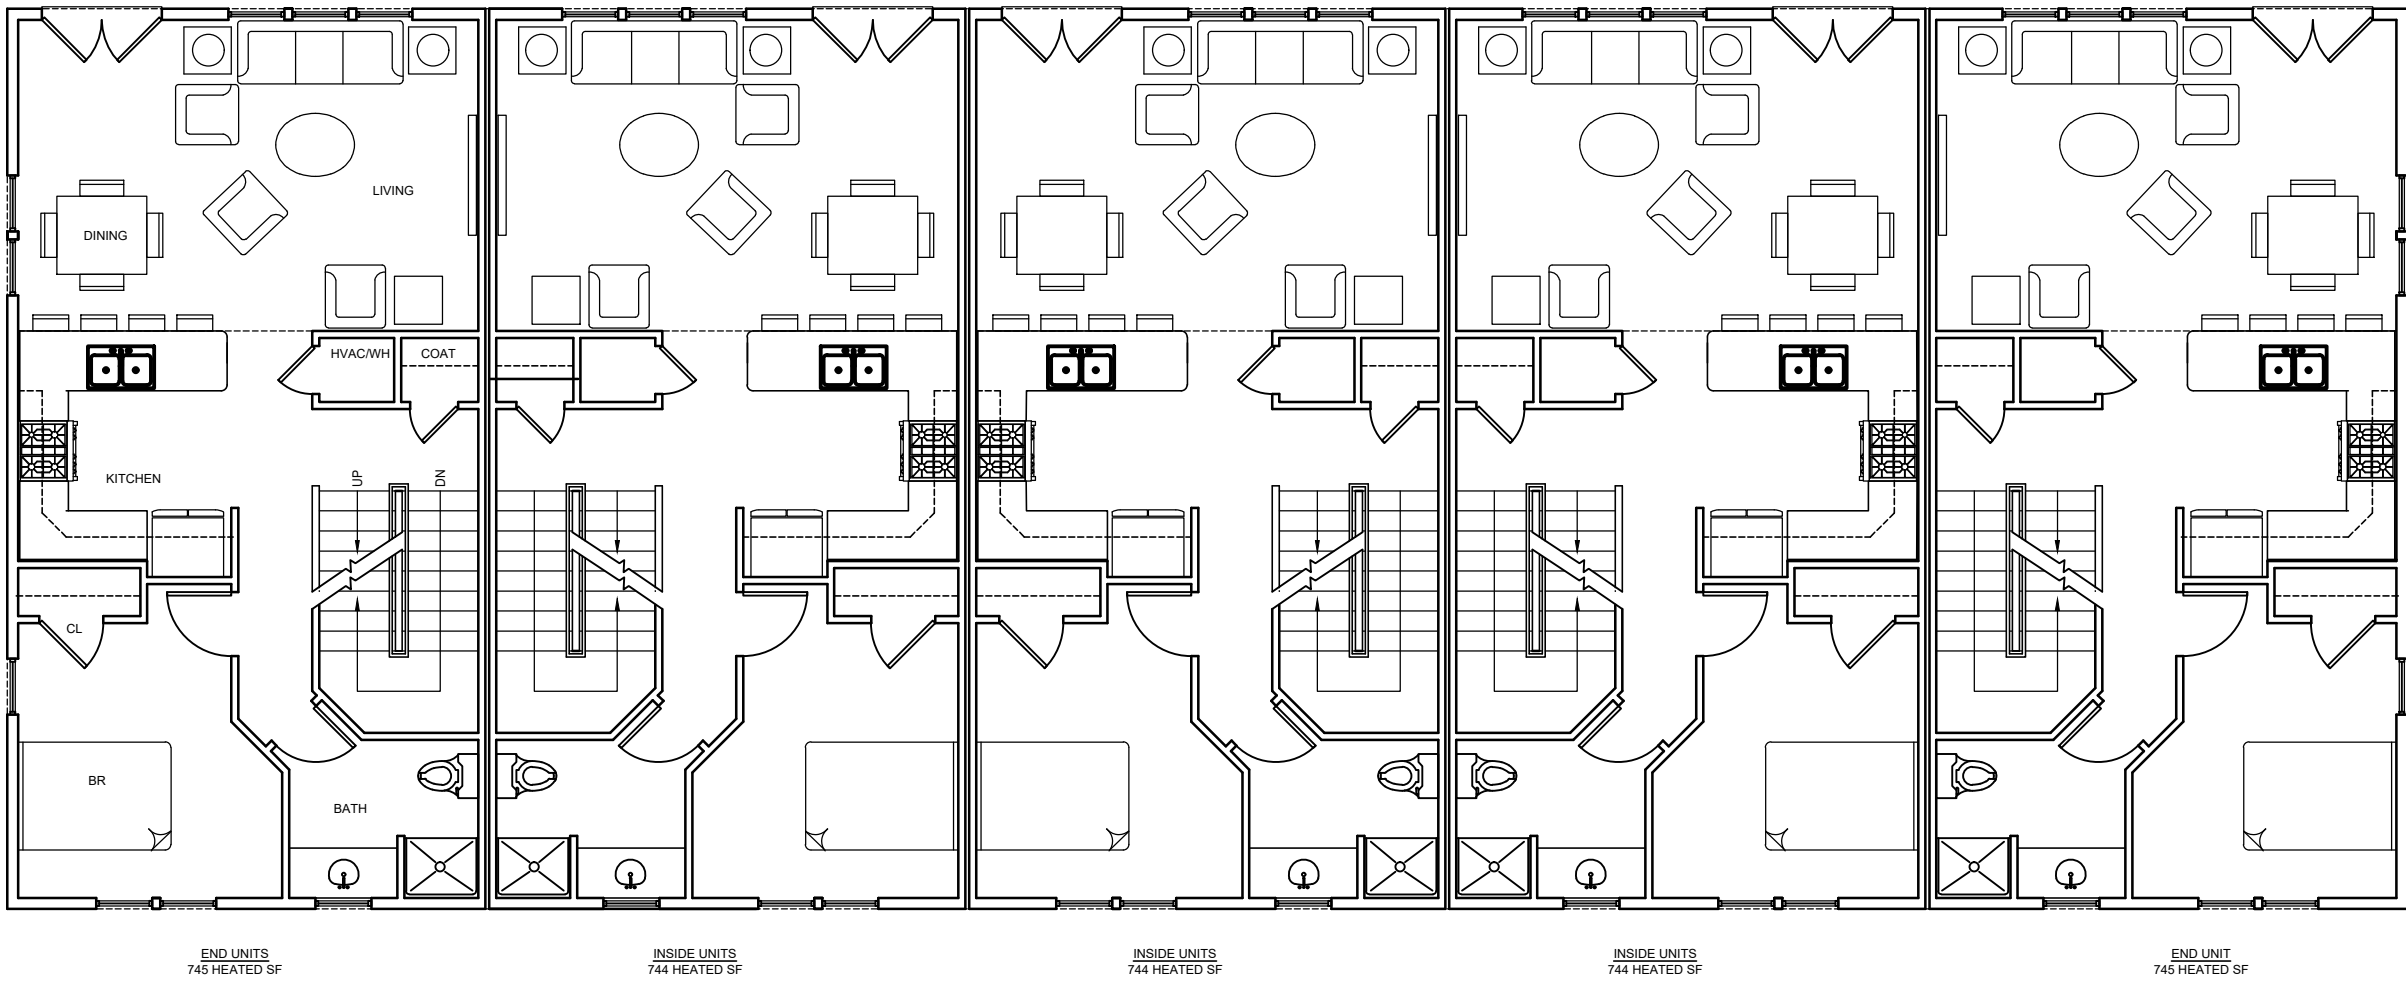 LIVING
DINING
HVAC/WH
COAT
KITCHEN
UP
DN
CL
BR
BATH
END UNITS
745 HEATED SF
INSIDE UNITS
744 HEATED SF
INSIDE UNITS
744 HEATED SF
INSIDE UNITS
744 HEATED SF
END UNIT
745 HEATED SF